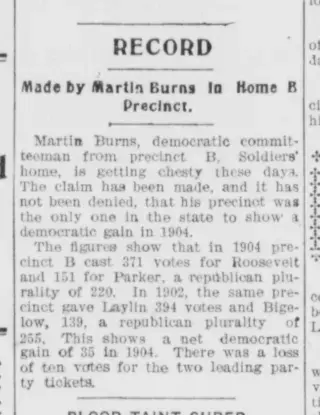 RECORD
Made by Martin Burns in Home B
Precinct.
Martin Burns, democratic commit-
teeman from precinct B, Soldiers'
home, is getting chesty these days.
The claim has been made, and it has
not been denied, that his precinct was
the only one in the state to show a
democratic gain in 1904.
The figures show that in 1904 pre-
cinct B cast 371 votes for Roosevelt
and 151 for Parker, a republican plu-
rality of 220. In 1902, the same pre-
cinct gave Laylin 394 votes and Bige-
low, 139, a republican plurality of
255. This shows a net democratic
gain of 35 in 1904. There was a loss
of ten votes for the two leading par-
ty tickets.